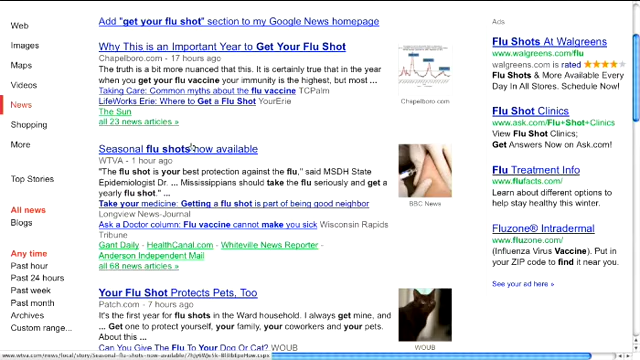 Web
Images
Maps
Videos
News
Shopping
More
Top Stories
All news
Blogs
Any time
Past hour
Past 24 hours
Past week
Past month
Archives
Custom range...
Add "get your flu shot" section to my Google News homepage
Why This is an Important Year to Get Your Flu Shot
Chapelboro.com - 17 hours ago
The truth is a bit more nuanced that this. It is certainly true that in the year
when you get your flu vaccine your immunity is the highest, but most ...
Taking Care: Common myths about the flu vaccine TCPalm
LifeWorks Erie: Where to Get a Flu Shot YourErie
The Sun
all 23 news articles »
Chapelboro.com
Seasonal flu shots now available
WTVA - 1 hour ago
"The flu shot is your best protection against the flu," said MSDH State
Epidemiologist Dr. ... Mississippians should take the flu seriously and get a
yearly flu shot." ...
Take your medicine: Getting a flu shot is part of being good neighbor
Longview News-Journal
Ask a Doctor column: Flu vaccine cannot make you sick Wisconsin Rapids
Tribune
Gant Daily - HealthCanal.com - Whiteville News Reporter -
Anderson Independent Mail
all 68 news articles »
BBC News
Your Flu Shot Protects Pets, Too
Patch.com - 7 hours ago
It's the first year for flu shots in the Ward household. I always get mine, and
... Get one to protect yourself, your family, your coworkers and your pets.
About this ...
Can You Give The Flu To Your Dog Or Cat? WOUB
WOUB
Ads
Flu Shots At Walgreens
www.walgreens.com/flu
walgreens.com is rated
Flu Shots & More Available Every
Day In All Stores. Schedule Now!
Flu Shot Clinics
www.ask.com/Flu+Shot+Clinics
View Flu Shot Clinics;
Get Answers Now on Ask.com!
Flu Treatment Info
www.flufacts.com/
Learn about different options to
help stay healthy this winter.
Fluzone® Intradermal
www.fluzone.com/
(Influenza Virus Vaccine). Put in
your ZIP code to find it near you.
See your ad here »